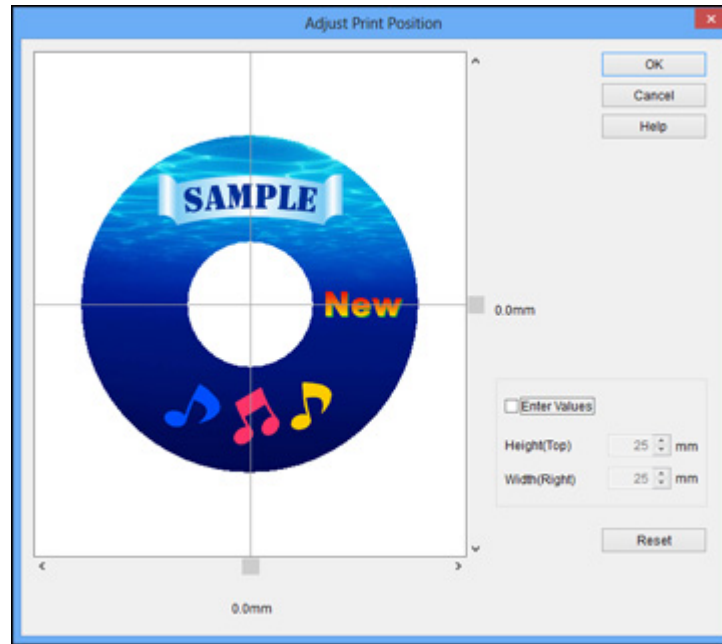 Adjust Print Position
OK
Cancel
Help
SAMPLE
New
0.0mm
Enter Values
Height(Top) 25 mm
Width(Right) 25 mm
Reset
0.0mm